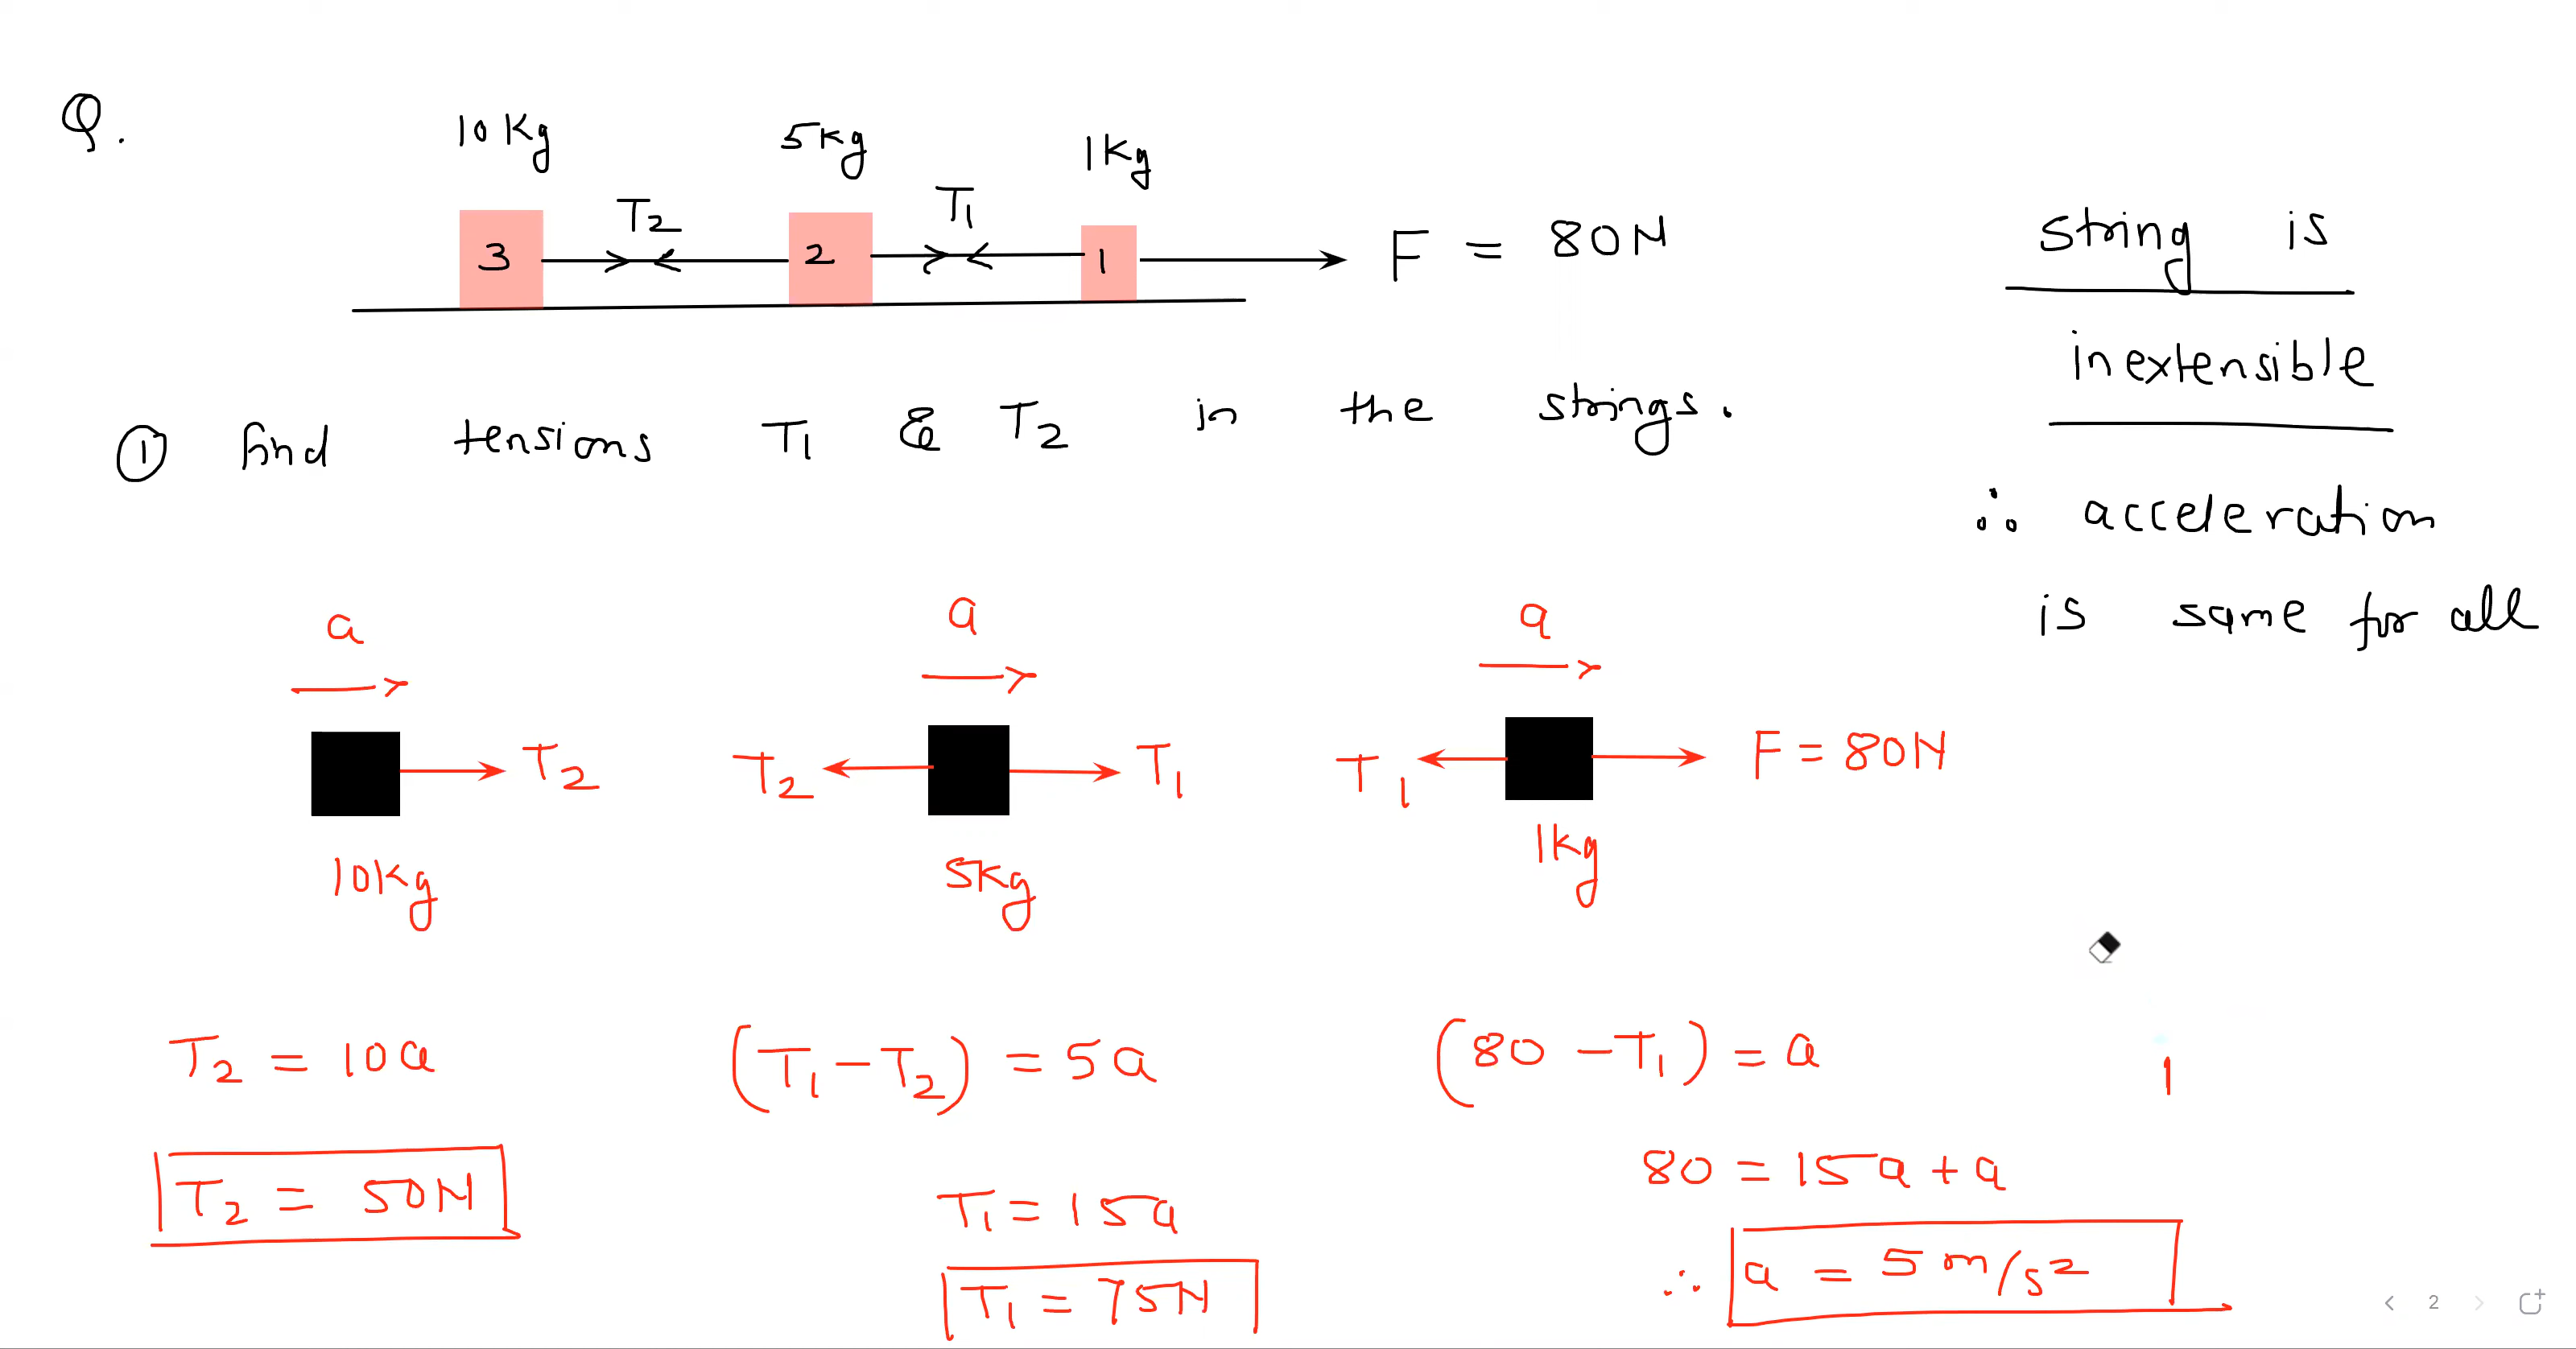 Q.
10 Kg 5 Kg 1 Kg
T2 T1
3 2 1 F = 80N
string is
inextensible
① find tensions T1 & T2 in the strings.
∴ acceleration
is same for all
a a a
T2 T2 T1 T1 F = 80N
10kg 5Kg 1kg
T2 = 10a (T1 - T2) = 5a (80 - T1) = a
T2 = 50N T1 = 15a 80 = 15a + a
T1 = 75N ∴ a = 5 m/s2
2